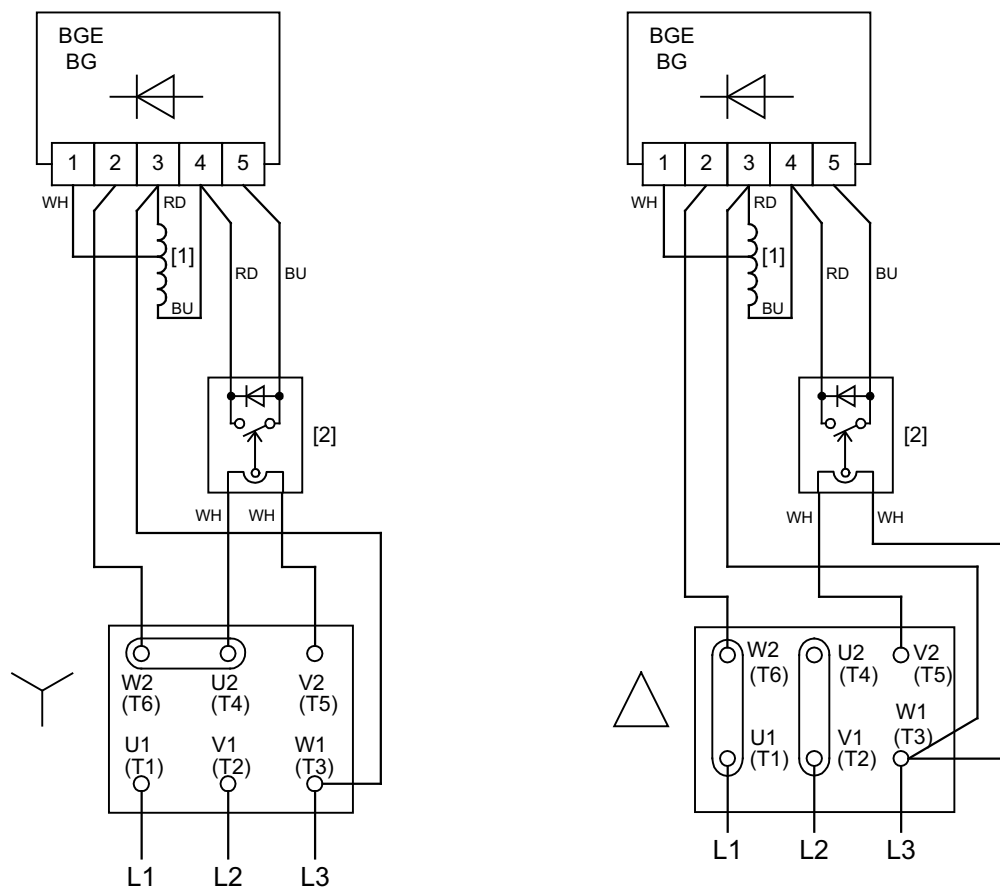 BGE
BG
1 2 3 4 5
WH
RD
[1]
BU
RD
BU
[2]
WH WH
W2 U2 V2
(T6) (T4) (T5)
U1 V1 W1
(T1) (T2) (T3)
L1 L2 L3
BGE
BG
1 2 3 4 5
WH
RD
[1]
BU
RD
BU
[2]
WH WH
W2 U2 V2
(T6) (T4) (T5)
W1
U1 V1 (T3)
(T1) (T2)
L1 L2 L3